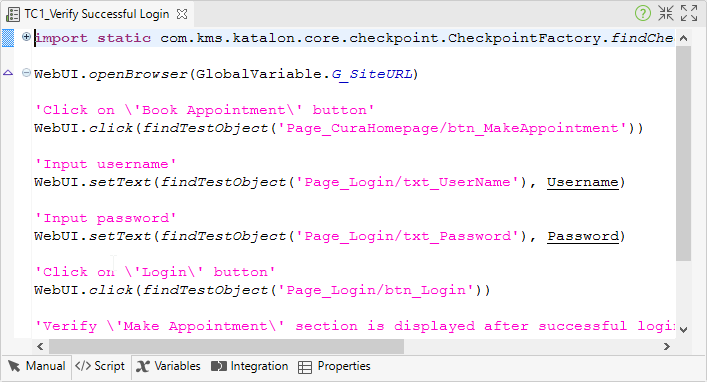 TC1_Verify Successful Login
import static com.kms.katalon.core.checkpoint.CheckpointFactory.findChe
WebUI.openBrowser(GlobalVariable.G_SiteURL)
'Click on \'Book Appointment\' button'
WebUI.click(findTestObject('Page_CuraHomepage/btn_MakeAppointment'))
'Input username'
WebUI.setText(findTestObject('Page_Login/txt_UserName'), Username)
'Input password'
WebUI.setText(findTestObject('Page_Login/txt_Password'), Password)
'Click on \'Login\' button'
WebUI.click(findTestObject('Page_Login/btn_Login'))
'Verify \'Make Appointment\' section is displayed after successful logi
Manual </> Script Variables Integration Properties